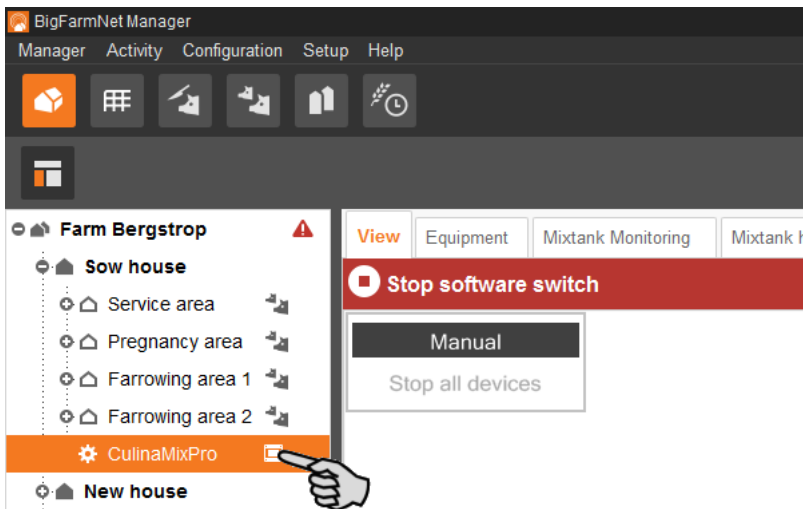 BigFarmNet Manager
Manager Activity Configuration Setup Help
Farm Bergstrop
Sow house
Service area
Pregnancy area
Farrowing area 1
Farrowing area 2
CulinaMixPro
New house
View Equipment Mixtank Monitoring Mixtank
Stop software switch
Manual
Stop all devices